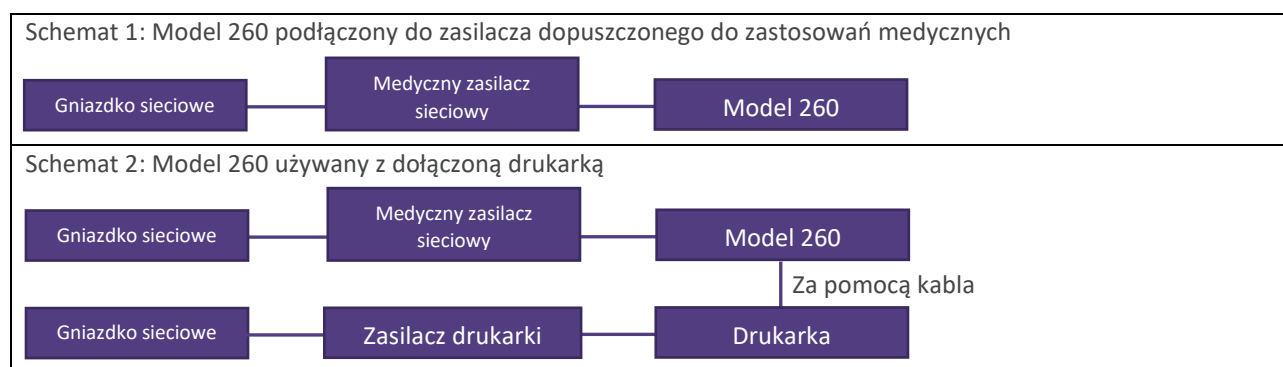 Schemat 1: Model 260 podłączony do zasilacza dopuszczonego do zastosowań medycznych
Gniazdko sieciowe
Medyczny zasilacz
sieciowy
Model 260
Schemat 2: Model 260 używany z dołączoną drukarką
Gniazdko sieciowe
Medyczny zasilacz
sieciowy
Model 260
Za pomocą kabla
Gniazdko sieciowe
Zasilacz drukarki
Drukarka